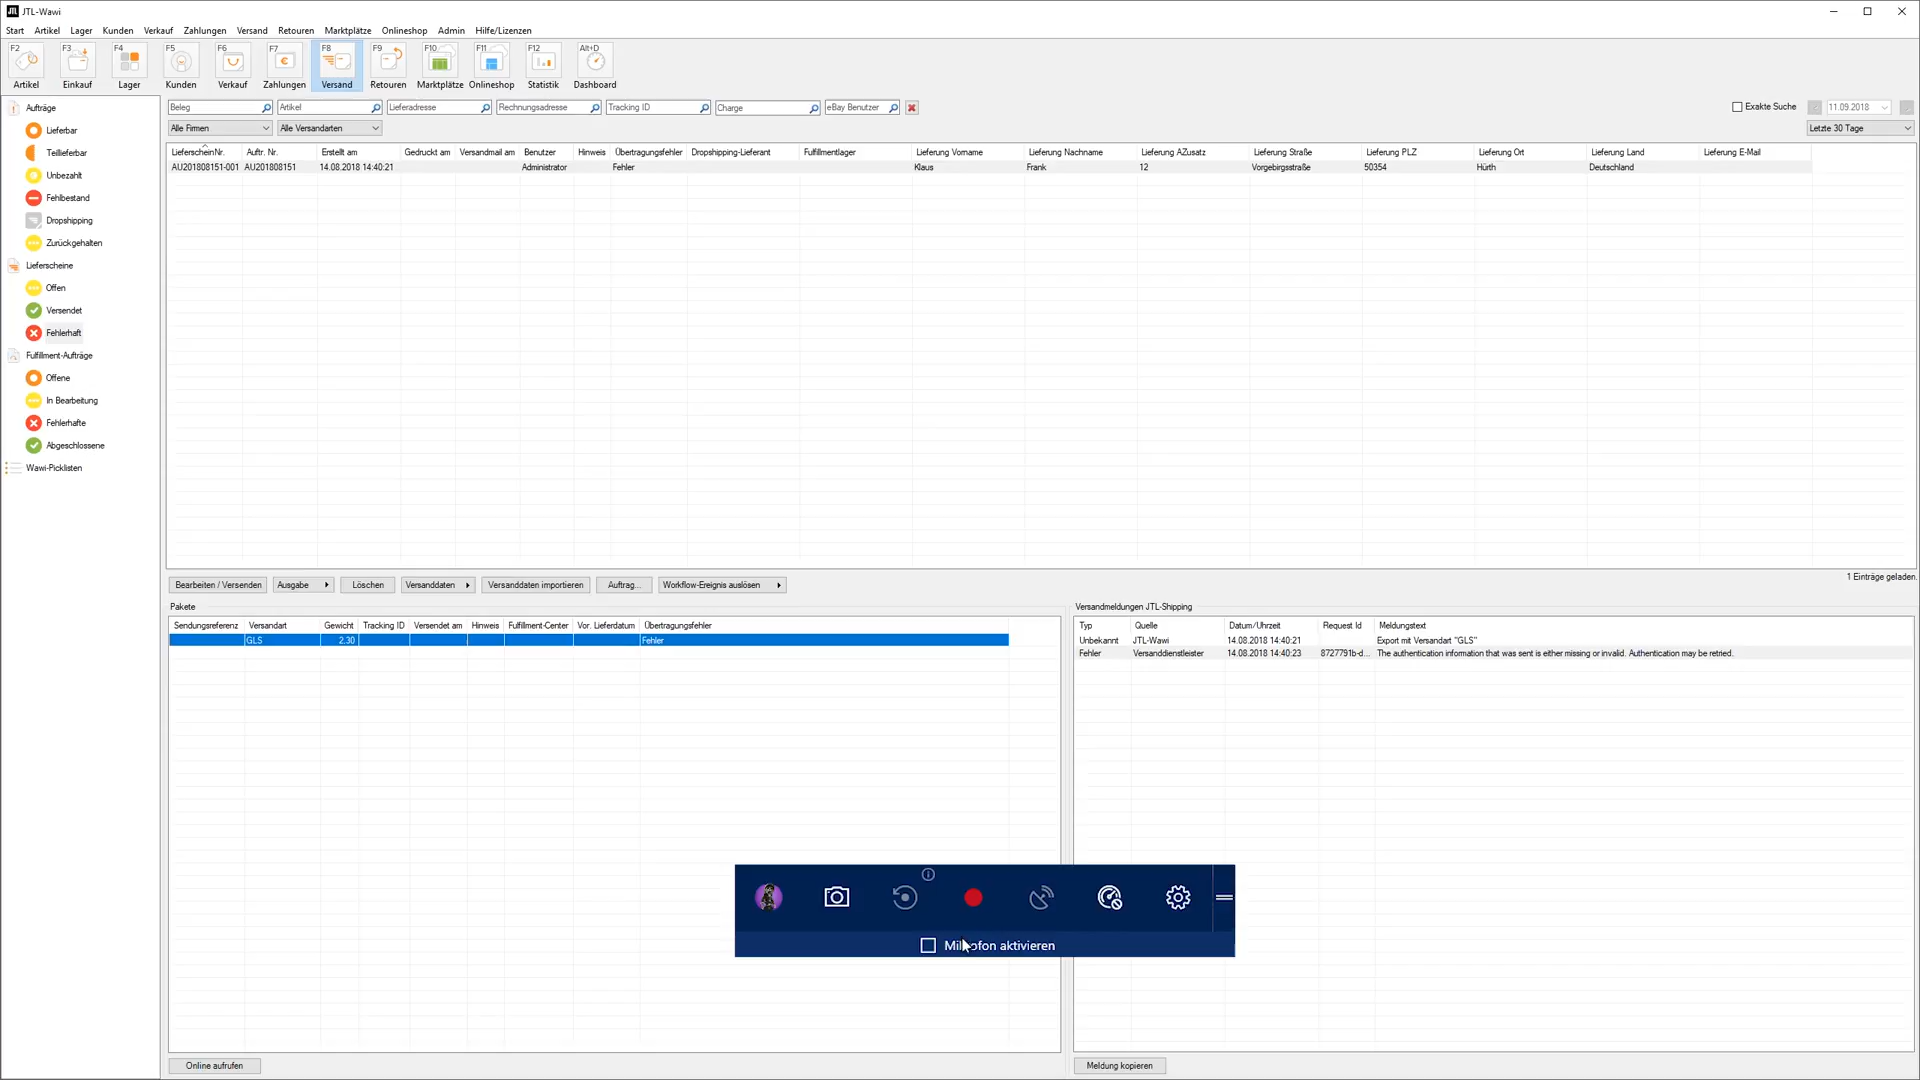 JTL JTL-Wawi
Start Artikel Lager Kunden Verkauf Zahlungen Versand Retouren Marktplätze Onlineshop Admin Hilfe/Lizenzen
F2 F3 F4 F5 F6 F7 F8 F9 F10 F11 F12 Alt+D
Artikel Einkauf Lager Kunden Verkauf Zahlungen Versand Retouren Marktplätze Onlineshop Statistik Dashboard
Aufträge
Lieferbar
Teillieferbar
Unbezahlt
Fehlbestand
Dropshipping
Zurückgehalten
Lieferscheine
Offen
Versendet
Fehlerhaft
Fulfillment-Aufträge
Offene
In Bearbeitung
Fehlerhafte
Abgeschlossene
Wawi-Picklisten
Beleg Artikel Lieferadresse Rechnungsadresse Tracking ID Charge eBay Benutzer Exakte Suche 11.09.2018
Alle Firmen Alle Versandarten Letzte 30 Tage
LieferscheinNr. Auftr. Nr. Erstellt am Gedruckt am Versandmail am Benutzer Hinweis Übertragungsfehler Dropshipping-Lieferant Fulfillmentlager Lieferung Vorname Lieferung Nachname Lieferung AZusatz Lieferung Straße Lieferung PLZ Lieferung Ort Lieferung Land Lieferung E-Mail
AU201808151-001 AU201808151 14.08.2018 14:40:21 Administrator Fehler Klaus Frank 12 Vorgebirgsstraße 50354 Hürth Deutschland
1 Einträge geladen.
Bearbeiten / Versenden Ausgabe Löschen Versanddaten Versanddaten importieren Auftrag... Workflow-Ereignis auslösen
Pakete
Sendungsreferenz Versandart Gewicht Tracking ID Versendet am Hinweis Fulfillment-Center Vor. Lieferdatum Übertragungsfehler
GLS 2.30 Fehler
Online aufrufen
Versandmeldungen JTL-Shipping
Typ Quelle Datum/Uhrzeit Request Id Meldungstext
Unbekannt JTL-Wawi 14.08.2018 14:40:21 Export mit Versandart "GLS"
Fehler Versanddienstleister 14.08.2018 14:40:23 8727791b-d... The authentication information that was sent is either missing or invalid. Authentication may be retried.
Meldung kopieren
Mikrofon aktivieren